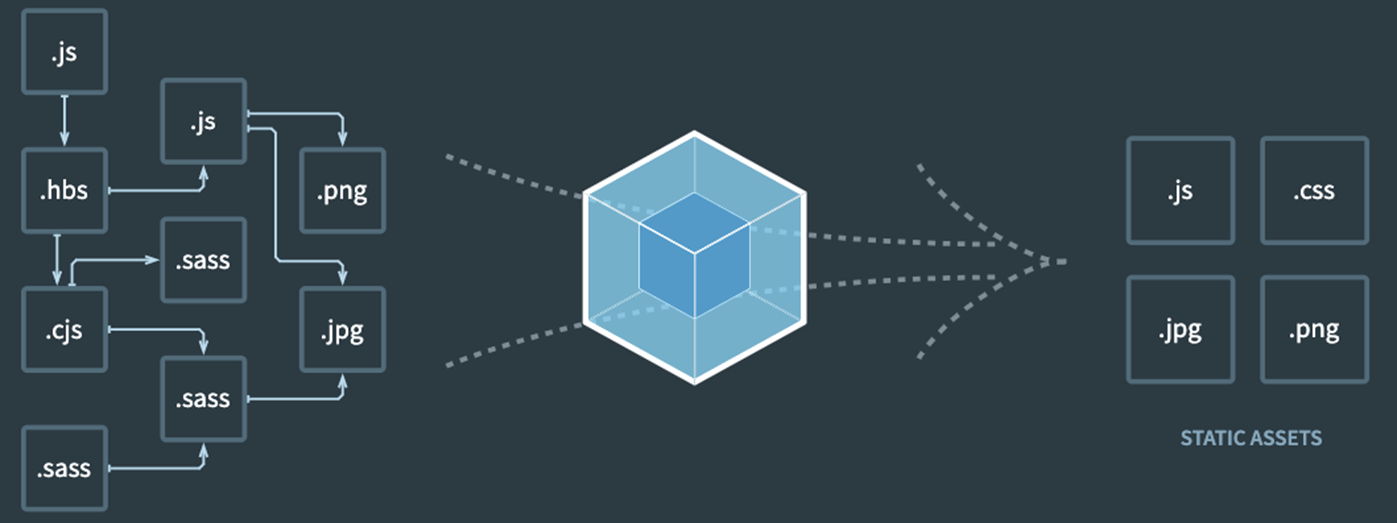 .js
.js
.hbs
.png
.sass
.cjs
.jpg
.sass
.sass
.js
.css
.jpg
.png
STATIC ASSETS